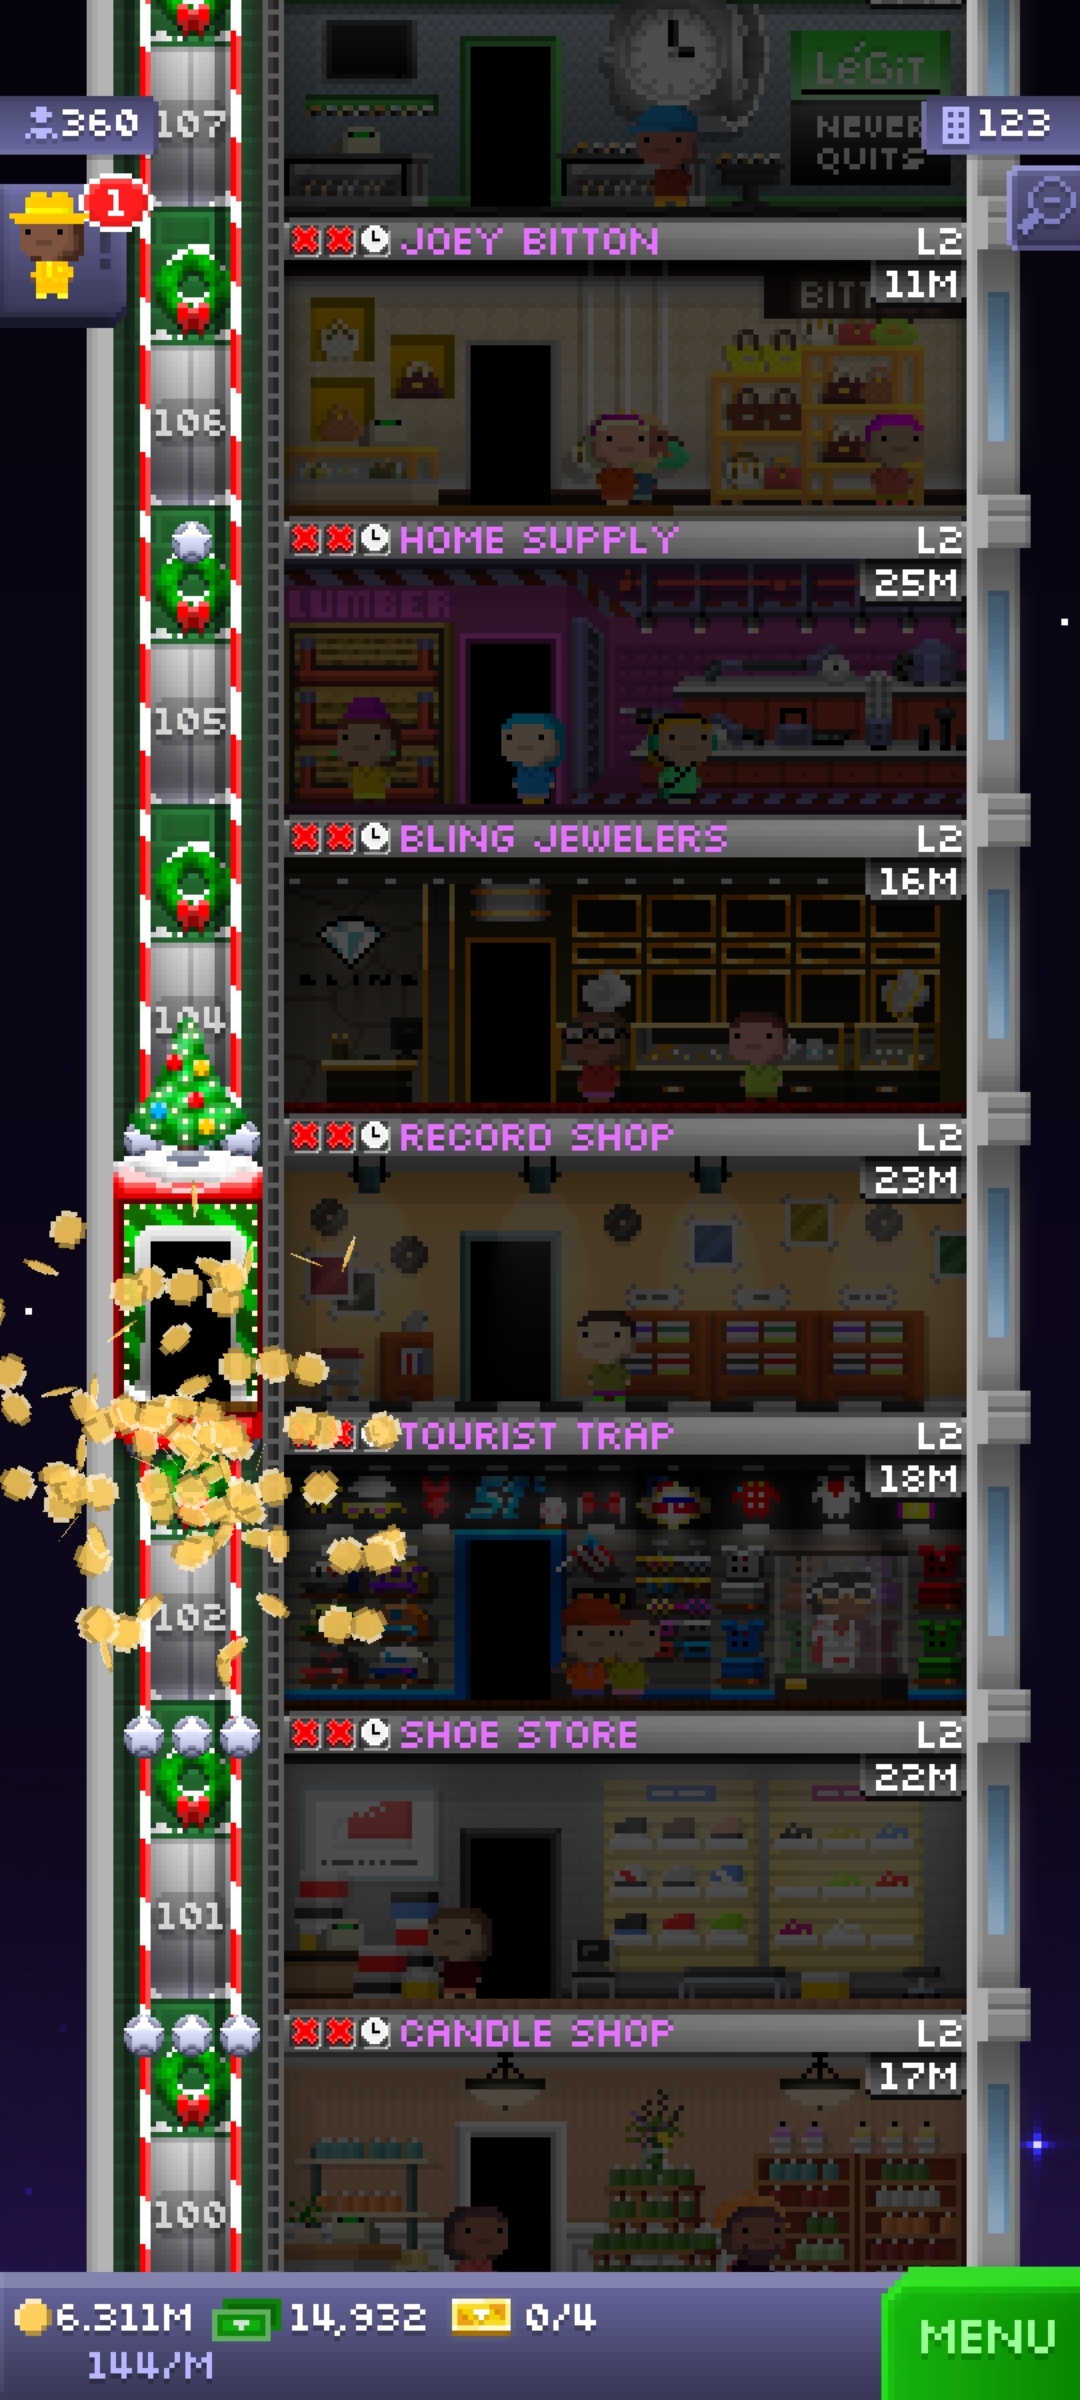 LéGiT
NEVER
QUITS
360
107
123
1
JOEY BITTON
L2
11M
BITT
106
HOME SUPPLY
L2
25M
LUMBER
105
BLING JEWELERS
L2
16M
BLING
104
RECORD SHOP
L2
23M
TOURIST TRAP
L2
18M
102
SHOE STORE
L2
22M
101
CANDLE SHOP
L2
17M
100
6.311M
14,932
0/4
144/M
MENU